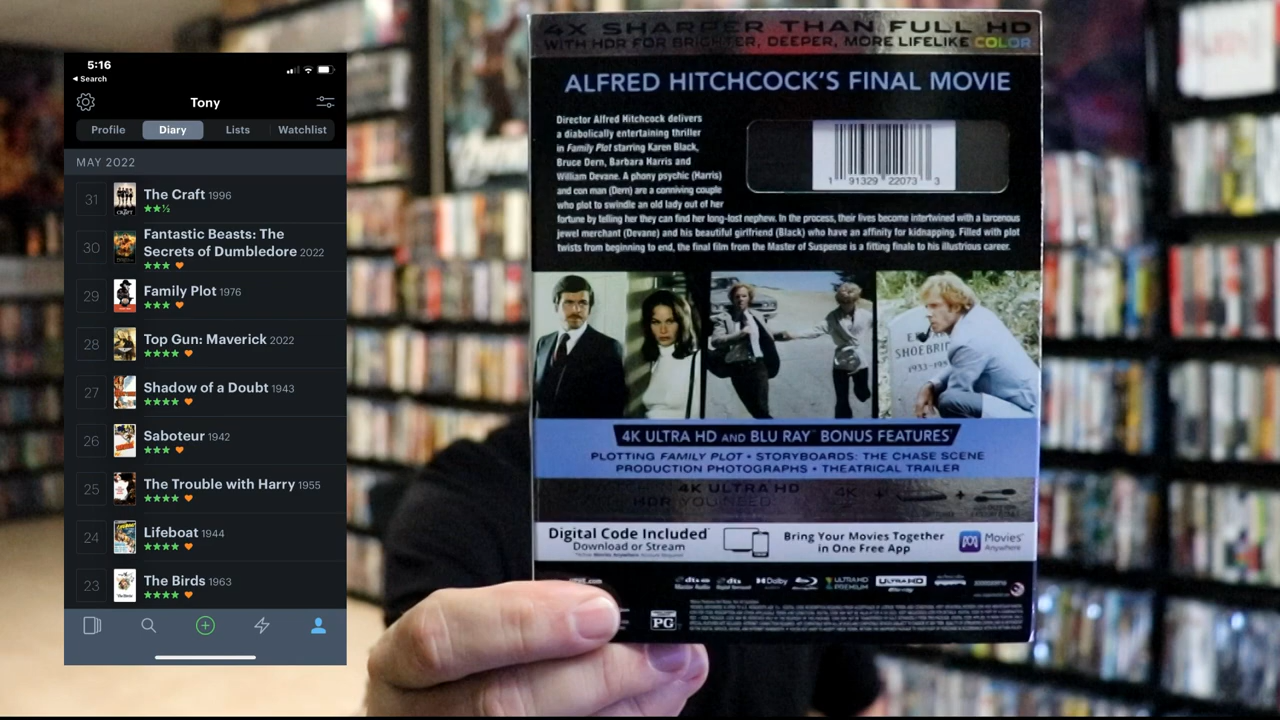 5:16
Search
Tony
Profile
Diary
Lists
Watchlist
MAY 2022
31
The Craft 1996
30
Fantastic Beasts: The
Secrets of Dumbledore 2022
29
Family Plot 1976
28
Top Gun: Maverick 2022
27
Shadow of a Doubt 1943
26
Saboteur 1942
25
The Trouble with Harry 1955
24
Lifeboat 1944
23
The Birds 1963
4X SHARPER THAN FULL HD
WITH HDR FOR BRIGHTER, DEEPER, MORE LIFELIKE COLOR
ALFRED HITCHCOCK'S FINAL MOVIE
Director Alfred Hitchcock delivers
a diabolically entertaining thriller
in Family Plot starring Karen Black,
Bruce Dern, Barbara Harris and
William Devane. A phony psychic (Harris)
and con man (Dern) are a conniving couple
who plot to swindle an old lady out of her
fortune by telling her they can find her long-lost nephew. In the process, their lives become intertwined with a larcenous
jewel merchant (Devane) and his beautiful girlfriend (Black) who have an affinity for kidnapping. Filled with plot
twists from beginning to end, the final film from the Master of Suspense is a fitting finale to his illustrious career.
1 91329 22073 3
SHOEBRI
4K ULTRA HD AND BLU RAY™ BONUS FEATURES*
PLOTTING FAMILY PLOT • STORYBOARDS: THE CHASE SCENE
PRODUCTION PHOTOGRAPHS • THEATRICAL TRAILER
4K ULTRA HD
HDR
4K
Digital Code Included
Download or Stream
Bring Your Movies Together
in One Free App
Movies
Anywhere
dts
dts
Dolby
ULTRA HD
PREMIUM
ULTRA HD
PG